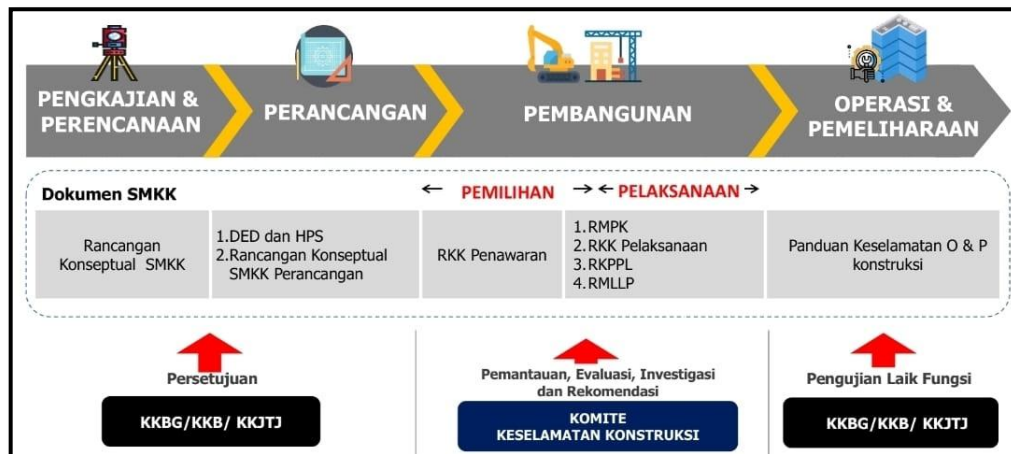 PENGKAJIAN &
PERENCANAAN
PERANCANGAN
PEMBANGUNAN
OPERASI &
PEMELIHARAAN
Dokumen SMKK
PEMILIHAN
PELAKSANAAN
Rancangan
Konseptual SMKK
1.DED dan HPS
2.Rancangan Konseptual
SMKK Perancangan
RKK Penawaran
1.RMPK
2.RKK Pelaksanaan
3.RKPPL
4.RMLLP
Panduan Keselamatan O & P
konstruksi
Persetujuan
KKBG/KKB/ KKJTJ
Pemantauan, Evaluasi, Investigasi
dan Rekomendasi
KOMITE
KESELAMATAN KONSTRUKSI
Pengujian Laik Fungsi
KKBG/KKB/ KKJTJ